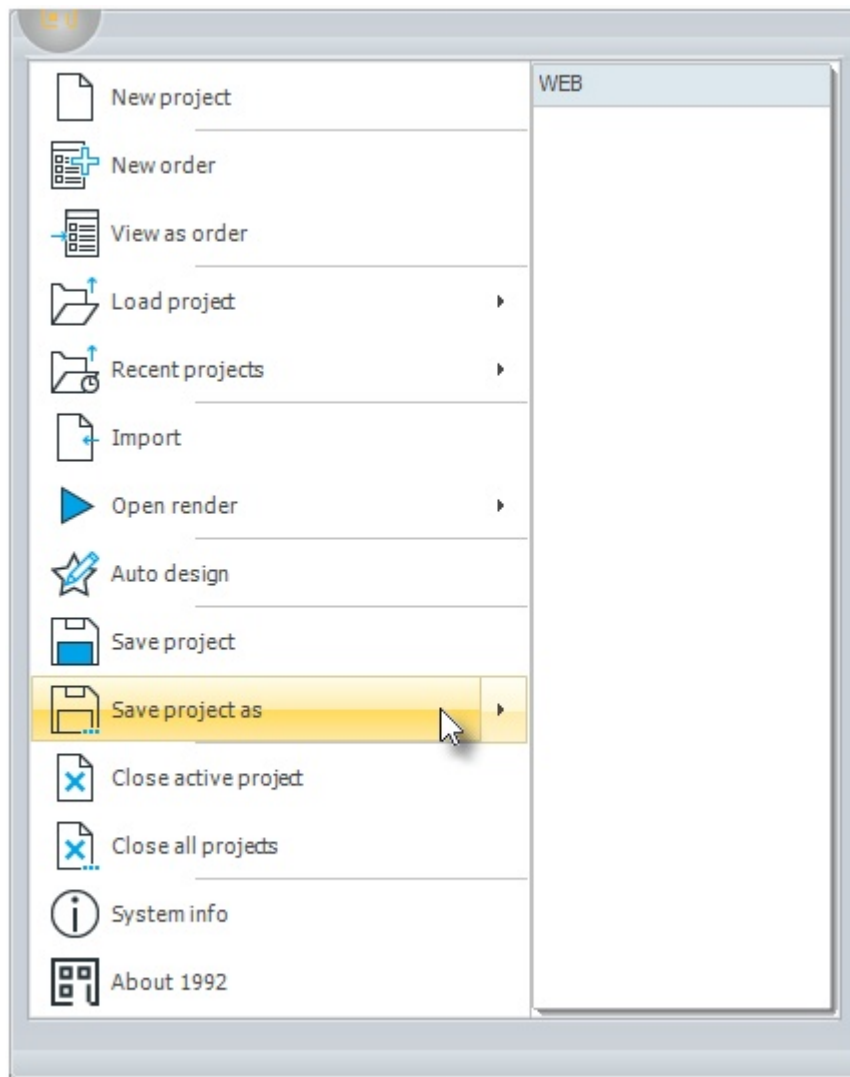 New project
New order
View as order
Load project
Recent projects
Import
Open render
Auto design
Save project
Save project as
Close active project
Close all projects
System info
About 1992
WEB